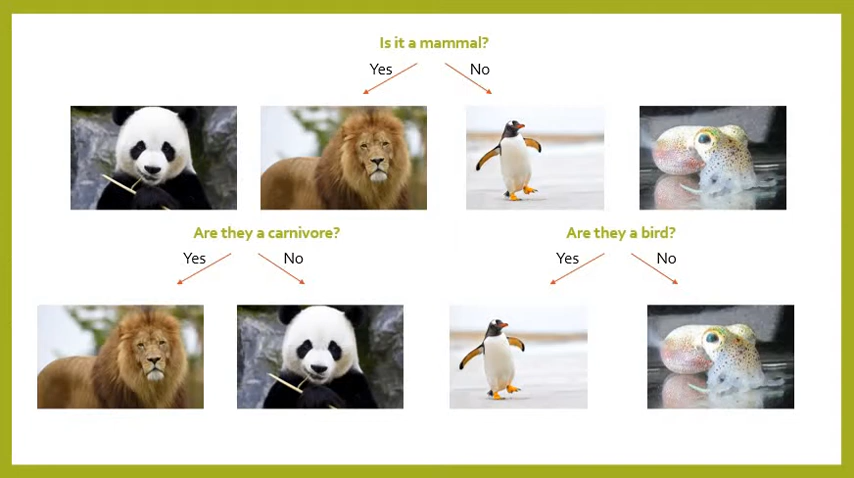 Is it a mammal?
Yes No
Are they a carnivore? Are they a bird?
Yes No Yes No